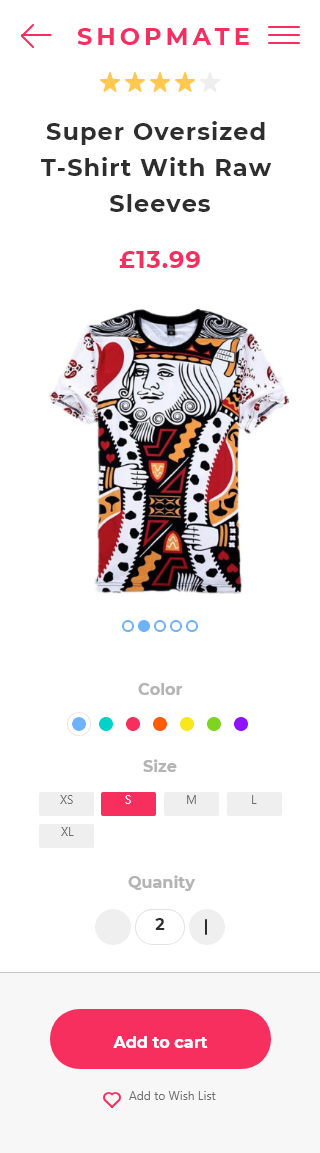 SHOPMATE
Super Oversized
T-Shirt With Raw
Sleeves
£13.99
Color
Size
XS S M L
XL
Quanity
2
Add to cart
Add to Wish List